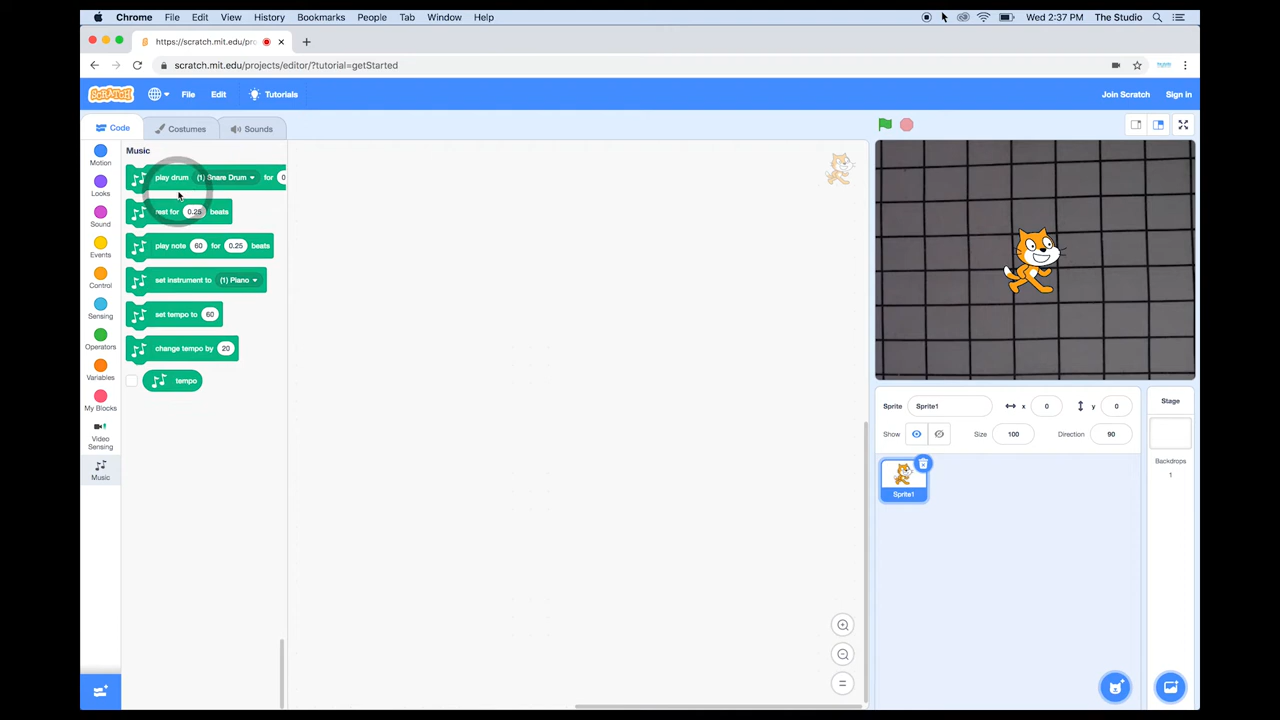 Chrome File Edit View History Bookmarks People Tab Window Help Wed 2:37 PM The Studio
https://scratch.mit.edu/pro
scratch.mit.edu/projects/editor/?tutorial=getStarted
SCRATCH File Edit Tutorials Join Scratch Sign in
Code Costumes Sounds
Motion
Looks
Sound
Events
Control
Sensing
Operators
Variables
My Blocks
Video
Sensing
Music
Music
play drum (1) Snare Drum for 0
rest for 0.25 beats
play note 60 for 0.25 beats
set instrument to (1) Piano
set tempo to 60
change tempo by 20
tempo
Sprite Sprite1 x 0 y 0
Show Size 100 Direction 90
Sprite1
Stage
Backdrops
1